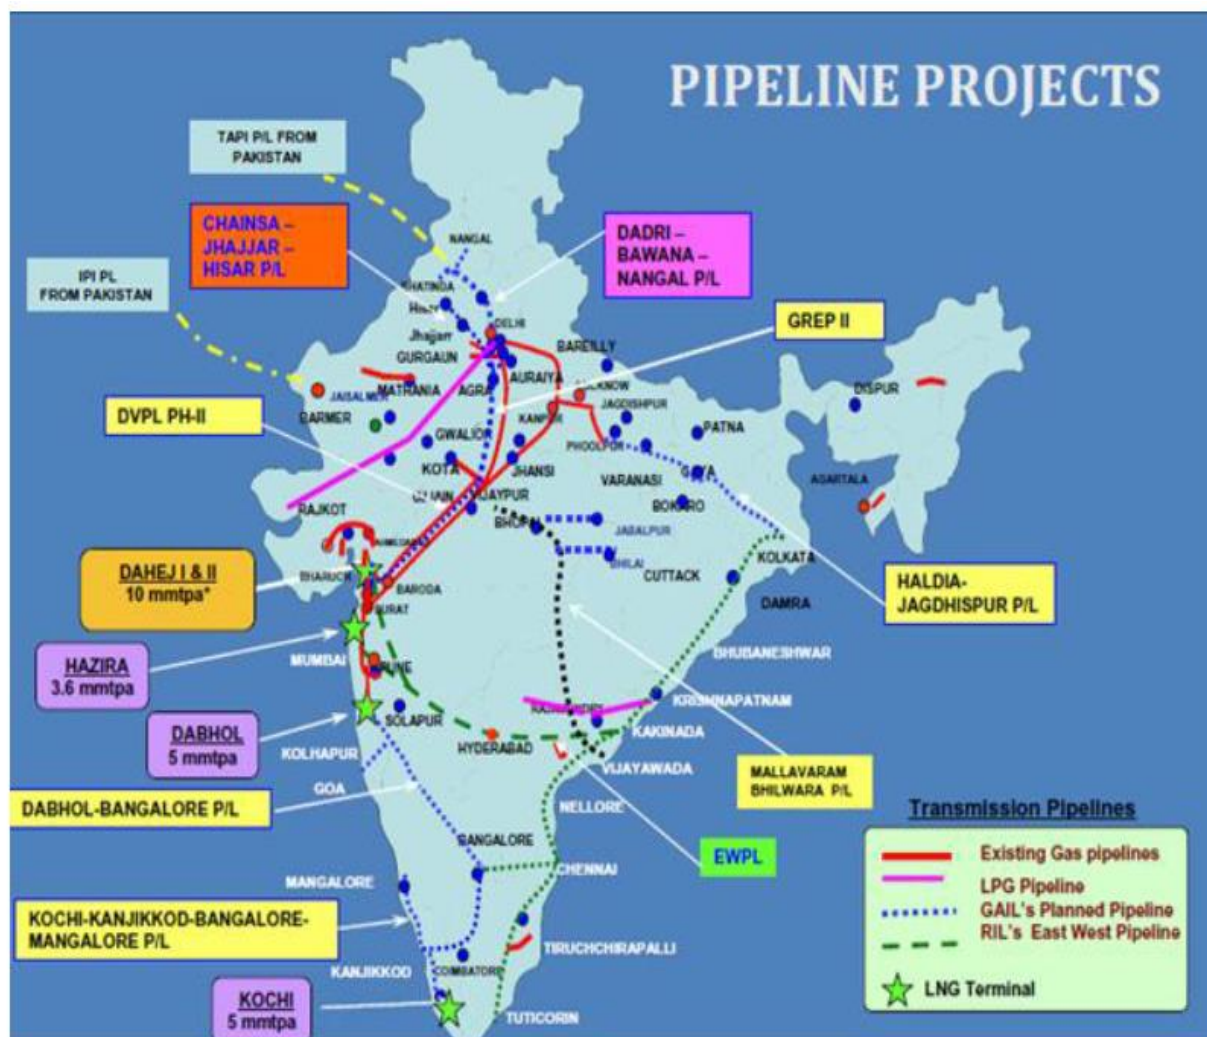 PIPELINE PROJECTS
TAPI P/L FROM
PAKISTAN
CHAINSA –
JHAJJAR –
HISAR P/L
DADRI –
BAWANA –
NANGAL P/L
IPI PL
FROM PAKISTAN
GREP II
DVPL PH-II
NANGAL
BHATINDA
Jhajjarr
DELHI
GURGAUN
BAREILLY
MATHANIA
AGRA
AURAIYA
LUCKNOW
DISPUR
JAISALMER
JAGDISHPUR
BARMER
KANPUR
PATNA
GWALIOR
PHOOLPUR
KOTA
JHANSI
VARANASI
GAYA
AGARTALA
VIJAYPUR
BOKARO
RAJKOT
BHOPAL
JABALPUR
KOLKATA
BHILAI
CUTTACK
DAMRA
BHARUCH
BARODA
SURAT
DAHEJ I & II
10 mmtpa*
HALDIA-
JAGDHISPUR P/L
HAZIRA
3.6 mmtpa
MUMBAI
PUNE
BHUBANESHWAR
KRISHNAPATNAM
DABHOL
5 mmtpa
SOLAPUR
KAKINADA
HYDERABAD
KOLHAPUR
VIJAYAWADA
GOA
MALLAVARAM
BHILWARA P/L
DABHOL-BANGALORE P/L
NELLORE
EWPL
BANGALORE
CHENNAI
MANGALORE
KOCHI-KANJIKKOD-BANGALORE-
MANGALORE P/L
TIRUCHCHIRAPALLI
KANJIKKOD
COIMBATORE
KOCHI
5 mmtpa
TUTICORIN
Transmission Pipelines
Existing Gas pipelines
LPG Pipeline
GAIL's Planned Pipeline
RIL's East West Pipeline
LNG Terminal